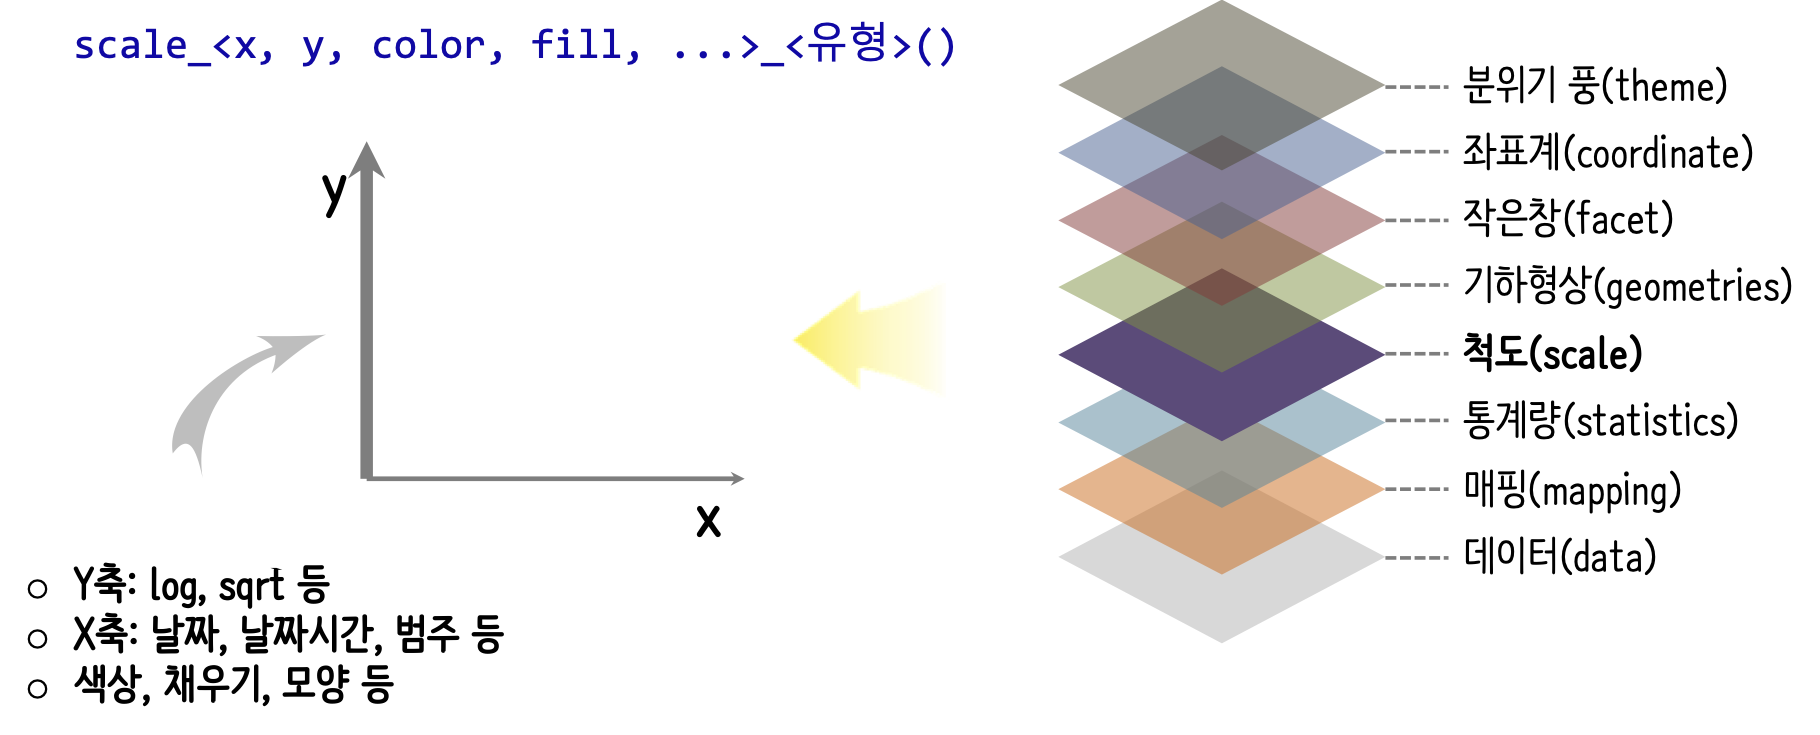 scale_<x, y, color, fill, ...>_<유형>()
y
x
○ Y축: log, sqrt 등
○ X축: 날짜, 날짜시간, 범주 등
○ 색상, 채우기, 모양 등
분위기 풍(theme)
좌표계(coordinate)
작은창(facet)
기하형상(geometries)
척도(scale)
통계량(statistics)
매핑(mapping)
데이터(data)